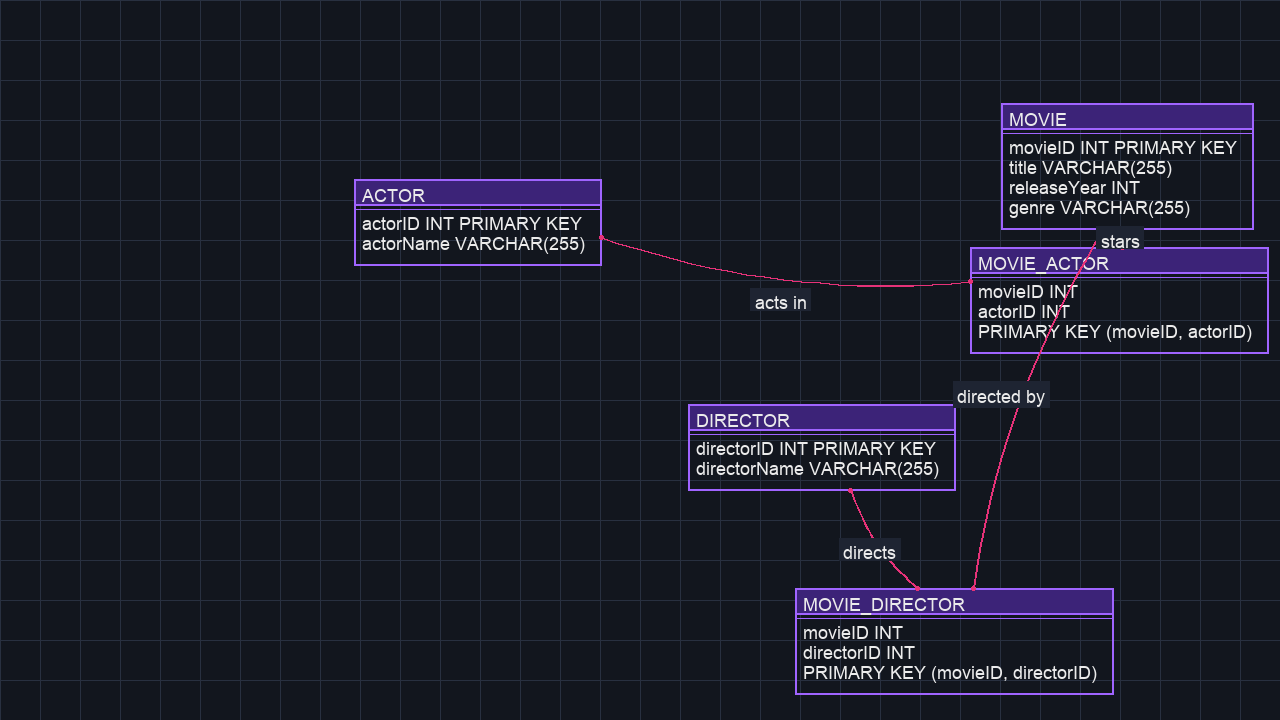 MOVIE
movieID INT PRIMARY KEY
title VARCHAR(255)
releaseYear INT
genre VARCHAR(255)
ACTOR
actorID INT PRIMARY KEY
actorName VARCHAR(255)
stars
MOVIE_ACTOR
movieID INT
actorID INT
PRIMARY KEY (movieID, actorID)
acts in
directed by
DIRECTOR
directorID INT PRIMARY KEY
directorName VARCHAR(255)
directs
MOVIE_DIRECTOR
movieID INT
directorID INT
PRIMARY KEY (movieID, directorID)